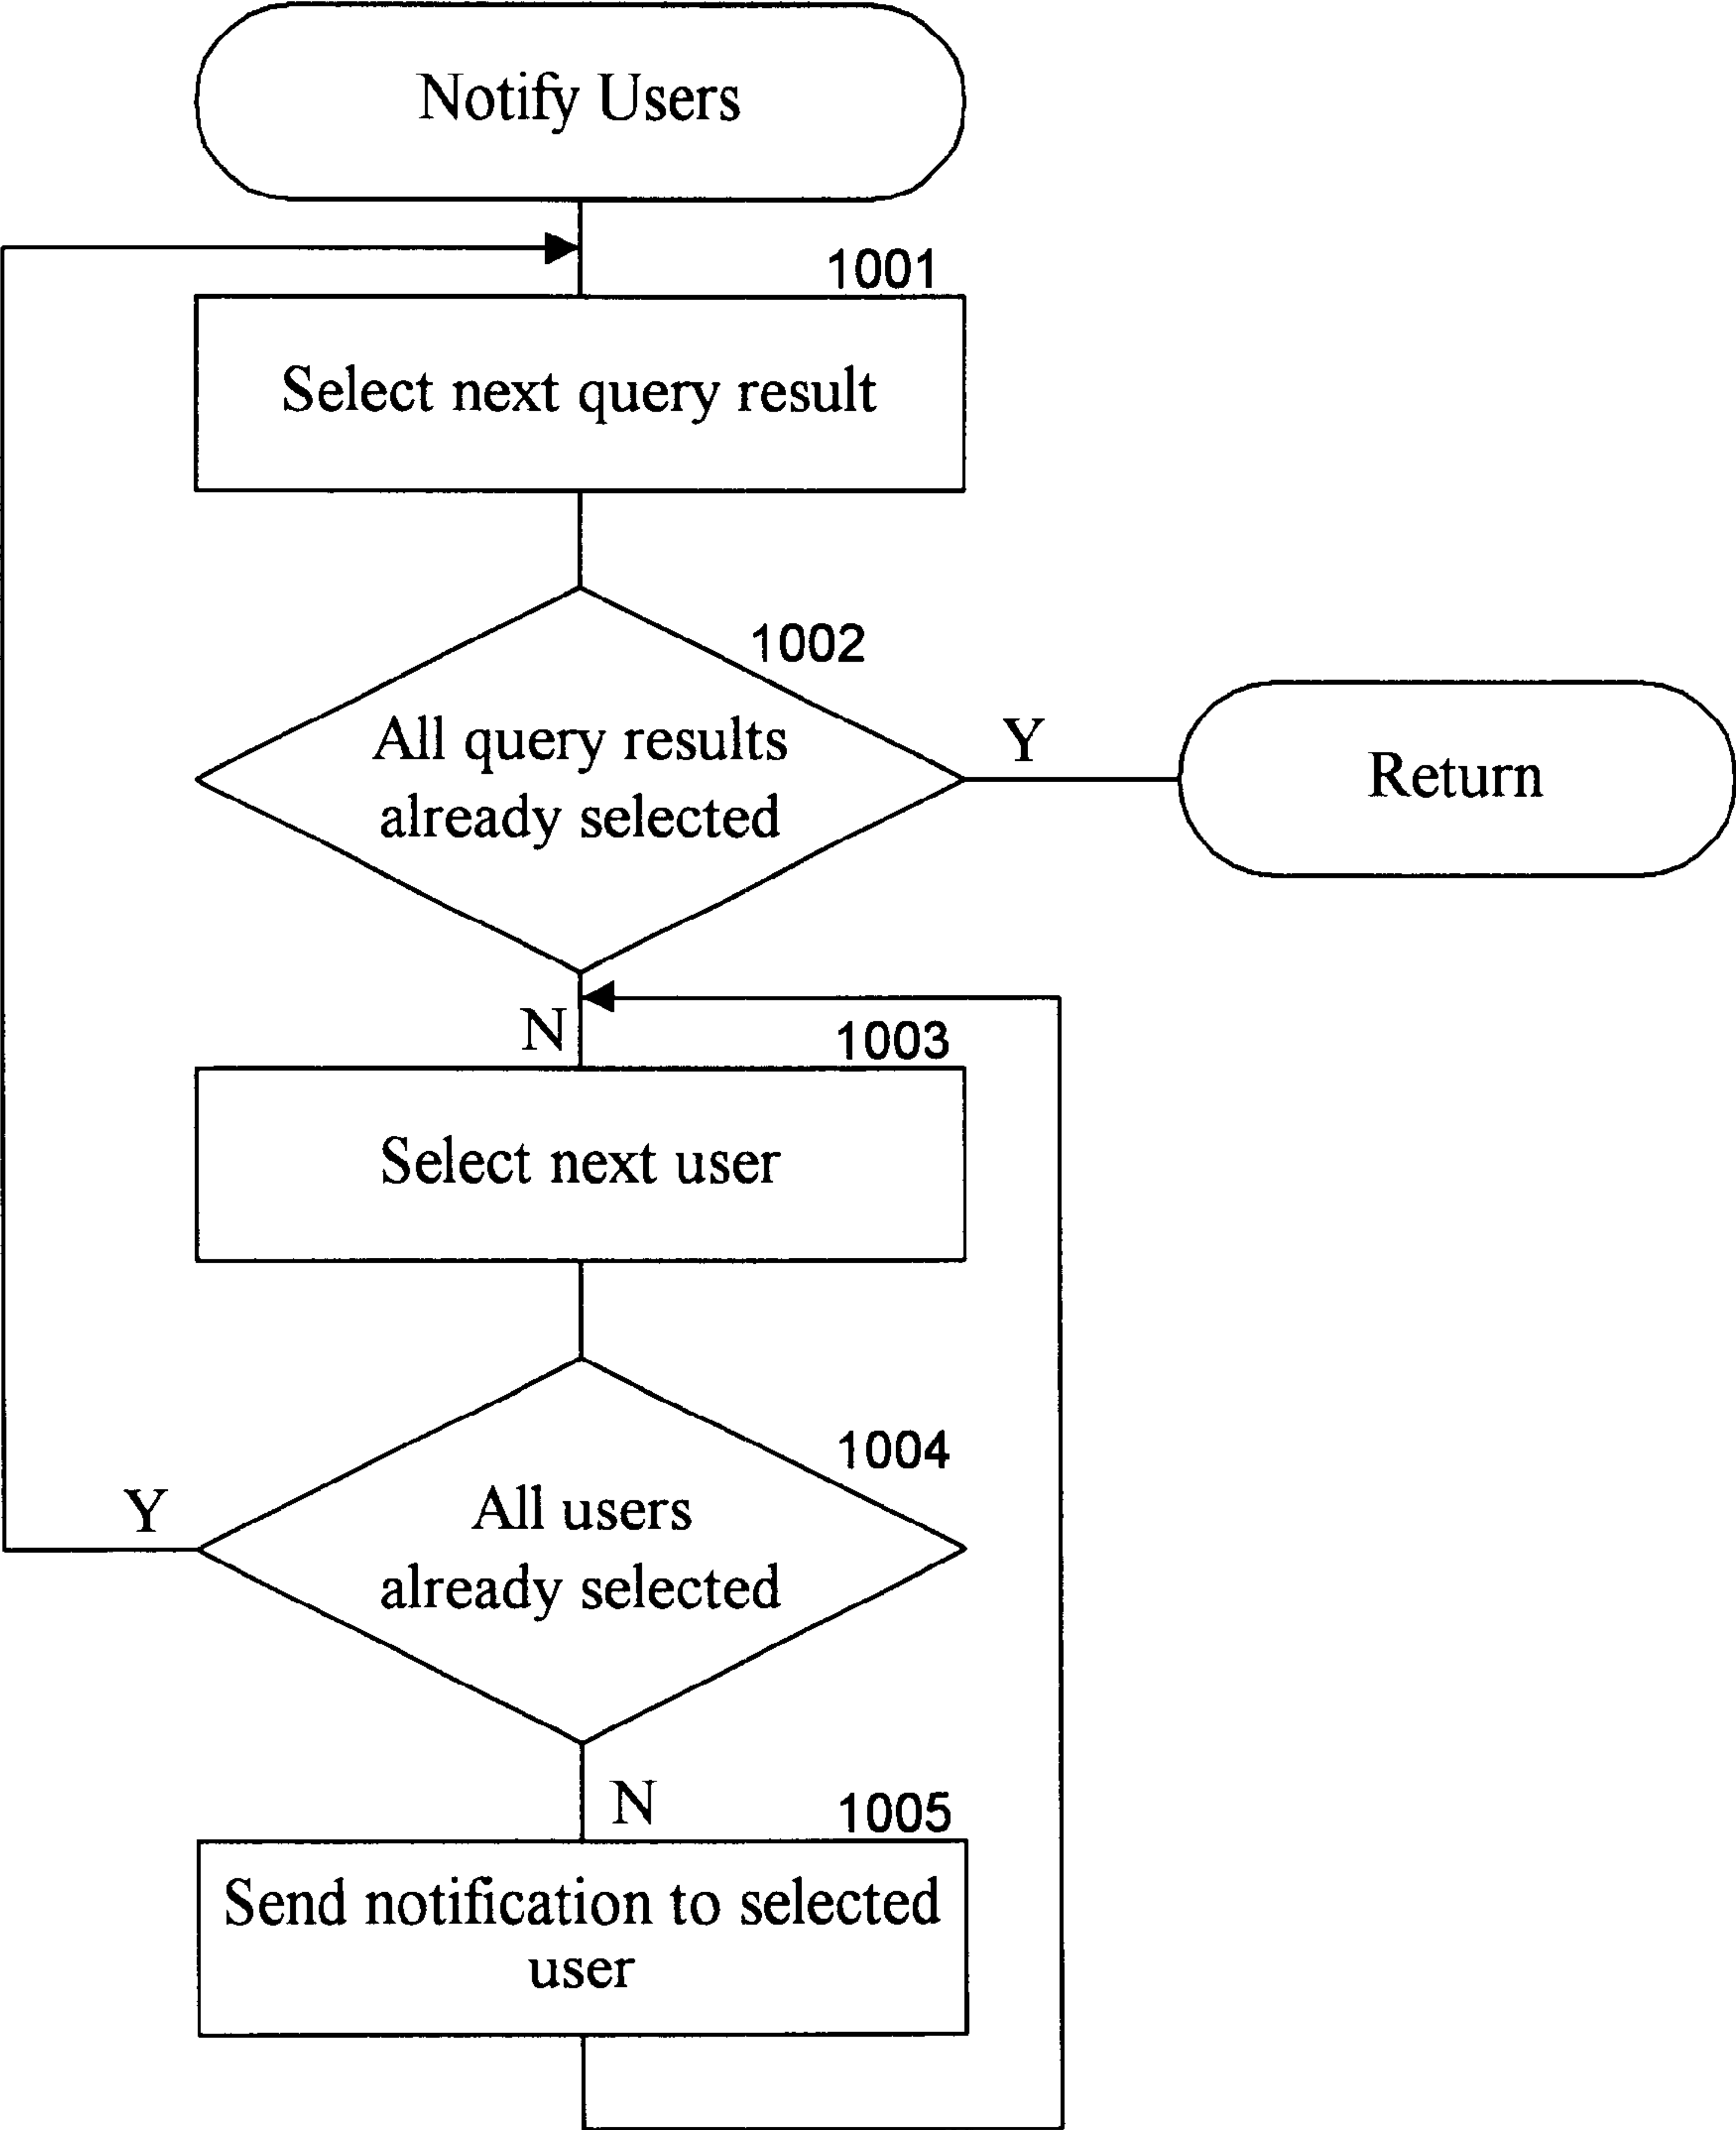 Notify Users
1001
Select next query result
1002
All query results
already selected
Y
Return
N
1003
Select next user
1004
All users
already selected
Y
N
1005
Send notification to selected
user